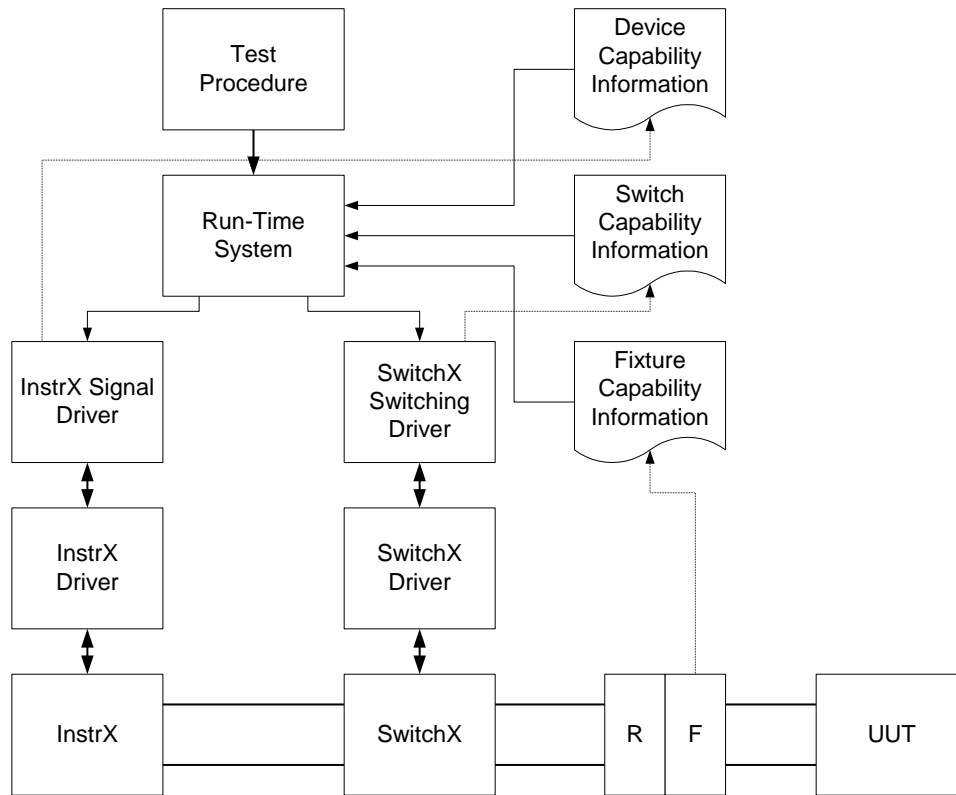 Test
Procedure
Device
Capability
Information
Run-Time
System
Switch
Capability
Information
InstrX Signal
Driver
SwitchX
Switching
Driver
Fixture
Capability
Information
InstrX
Driver
SwitchX
Driver
InstrX
SwitchX
R
F
UUT